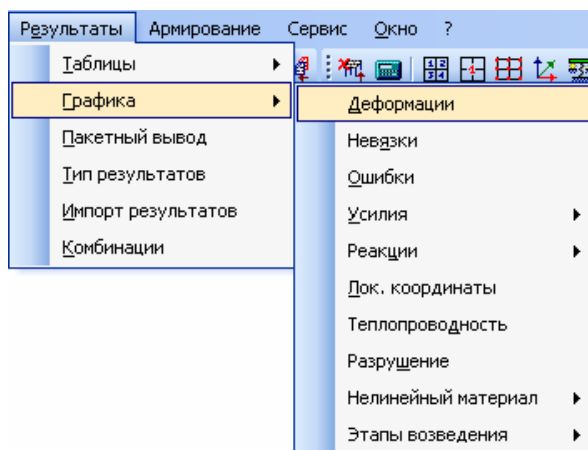 Результаты Армирование Сервис Окно ?
Таблицы
Графика
Пакетный вывод
Тип результатов
Импорт результатов
Комбинации
Деформации
Невязки
Ошибки
Усилия
Реакции
Лок. координаты
Теплопроводность
Разрушение
Нелинейный материал
Этапы возведения